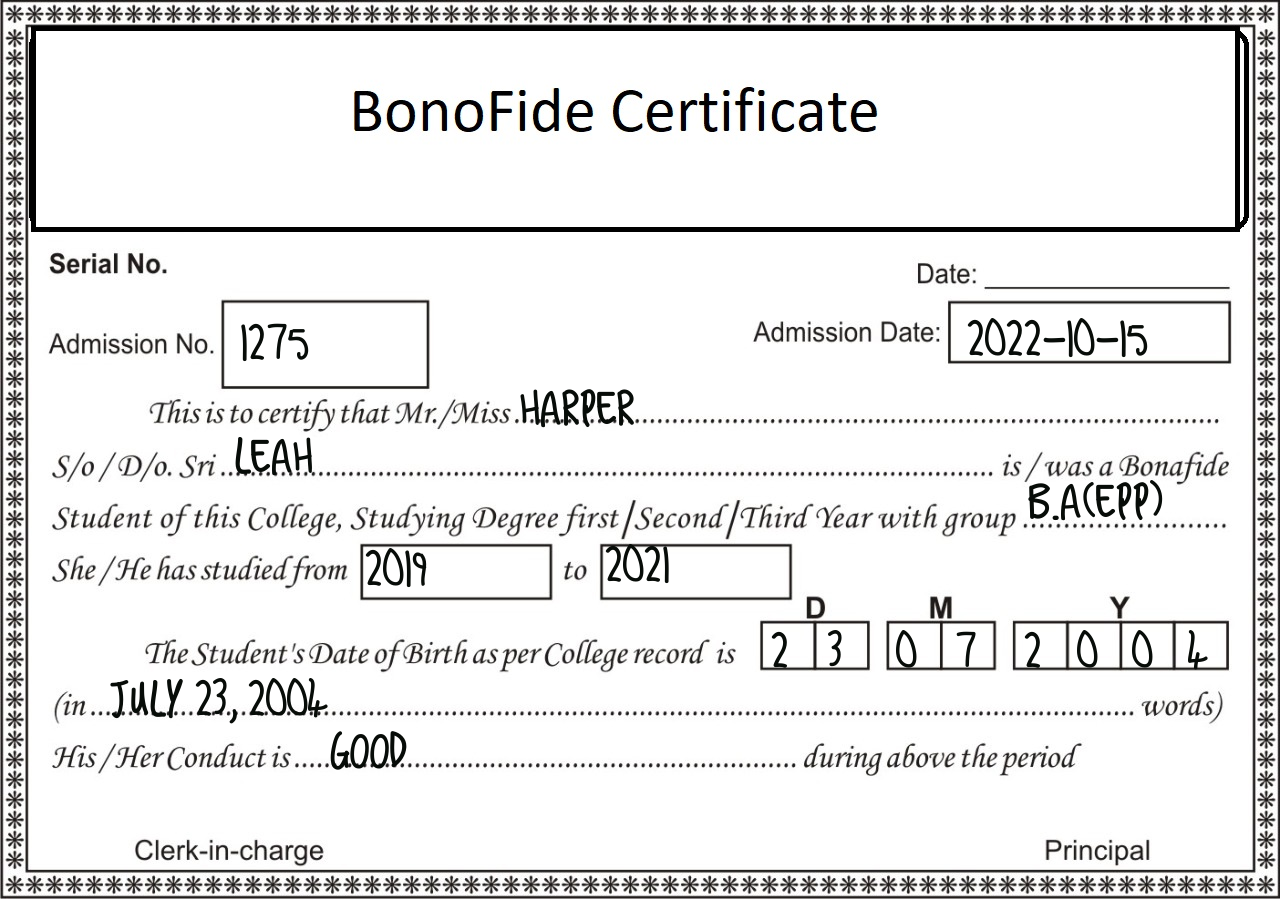 BonoFide Certificate
Serial No.
Date:
Admission No. 1275
Admission Date: 2022-10-15
This is to certify that Mr./Miss HARPER
S/o / D/o. Sri LEAH is / was a Bonafide
Student of this College, Studying Degree first/Second/Third Year with group B.A(EPP)
She / He has studied from 2019 to 2021
D M Y
The Student's Date of Birth as per College record is 2 3 0 7 2 0 0 4
(in JULY 23, 2004 words)
His / Her Conduct is GOOD during above the period
Clerk-in-charge
Principal